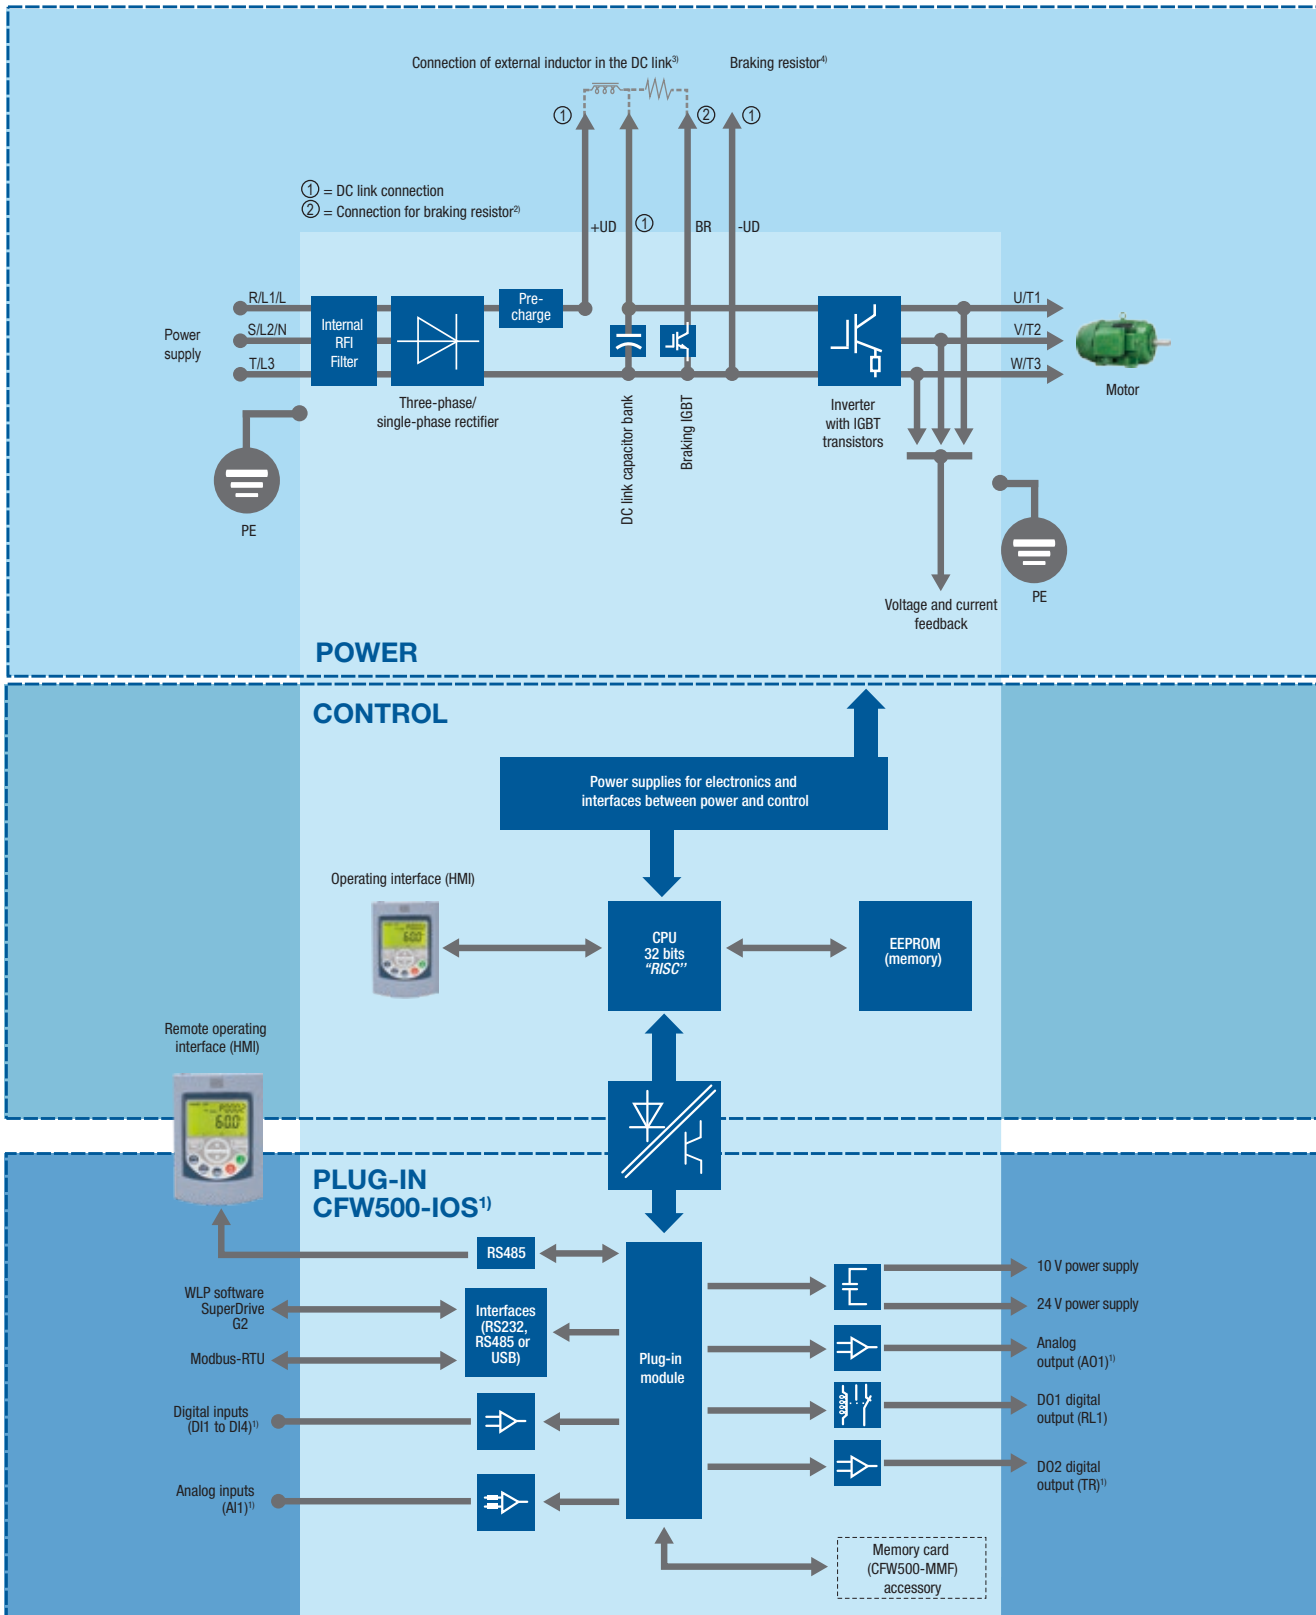 Connection of external inductor in the DC link3)
Braking resistor4)
1
2
1
1 = DC link connection
2 = Connection for braking resistor2)
+UD
1
BR
-UD
R/L1/L
S/L2/N
T/L3
Power
supply
Internal
RFI
Filter
Pre-
charge
Three-phase/
single-phase rectifier
DC link capacitor bank
Braking IGBT
Inverter
with IGBT
transistors
U/T1
V/T2
W/T3
Motor
PE
PE
Voltage and current
feedback
POWER
CONTROL
Power supplies for electronics and
interfaces between power and control
Operating interface (HMI)
CPU
32 bits
“RISC”
EEPROM
(memory)
Remote operating
interface (HMI)
P0002
600
PLUG-IN
CFW500-IOS1)
RS485
WLP software
SuperDrive
G2
Modbus-RTU
Interfaces
(RS232,
RS485 or
USB)
Digital inputs
(DI1 to DI4)1)
Analog inputs
(AI1)1)
Plug-in
module
10 V power supply
24 V power supply
Analog
output (AO1)1)
DO1 digital
output (RL1)
DO2 digital
output (TR)1)
Memory card
(CFW500-MMF)
accessory